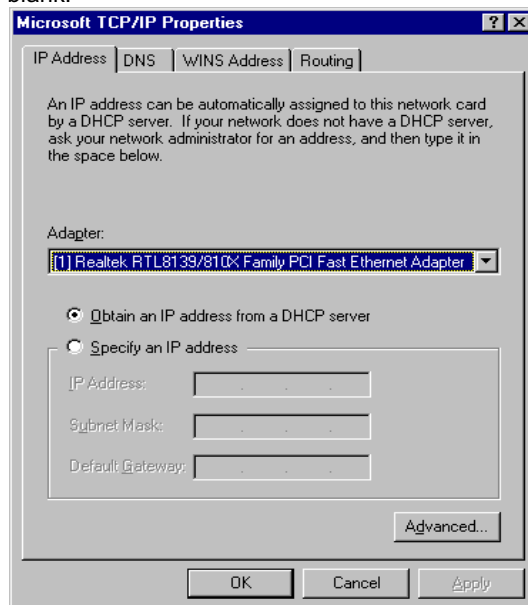 blank.
Microsoft TCP/IP Properties
IP Address DNS WINS Address Routing
An IP address can be automatically assigned to this network card
by a DHCP server. If your network does not have a DHCP server,
ask your network administrator for an address, and then type it in
the space below.
Adapter:
[1] Realtek RTL8139/810X Family PCI Fast Ethernet Adapter
Obtain an IP address from a DHCP server
Specify an IP address
IP Address:
Subnet Mask:
Default Gateway:
Advanced...
OK Cancel Apply